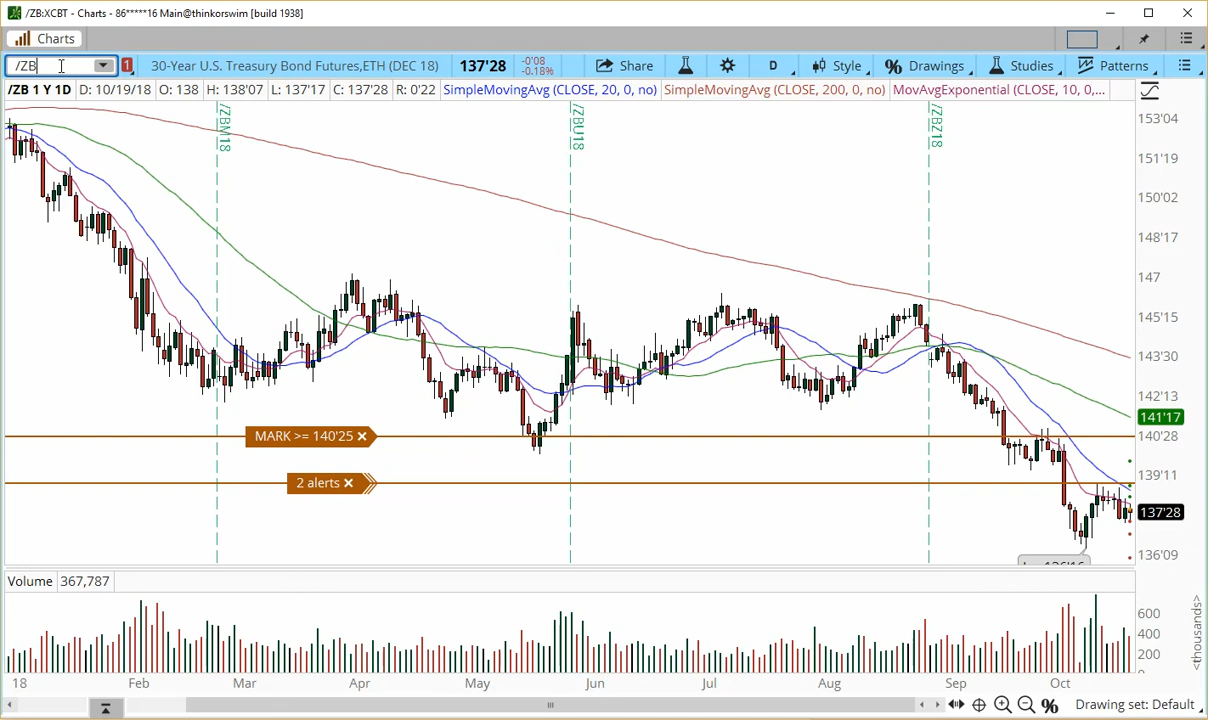 /ZB:XCBT - Charts - 86*****16 Main@thinkorswim [build 1938]
Charts
/ZB 1 30-Year U.S. Treasury Bond Futures,ETH (DEC 18) 137'28 -0'08 -0.18% Share D Style % Drawings Studies Patterns
/ZB 1 Y 1D D: 10/19/18 O: 138 H: 138'07 L: 137'17 C: 137'28 R: 0'22 SimpleMovingAvg (CLOSE, 20, 0, no) SimpleMovingAvg (CLOSE, 200, 0, no) MovAvgExponential (CLOSE, 10, 0,...
/ZBM18
/ZBU18
/ZBZ18
153'04
151'19
150'02
148'17
147
145'15
143'30
142'13
141'17
140'28
139'11
137'28
136'09
MARK >= 140'25 ×
2 alerts ×
Volume 367,787
600
400
200
<thousands>
18 Feb Mar Apr May Jun Jul Aug Sep Oct
% Drawing set: Default